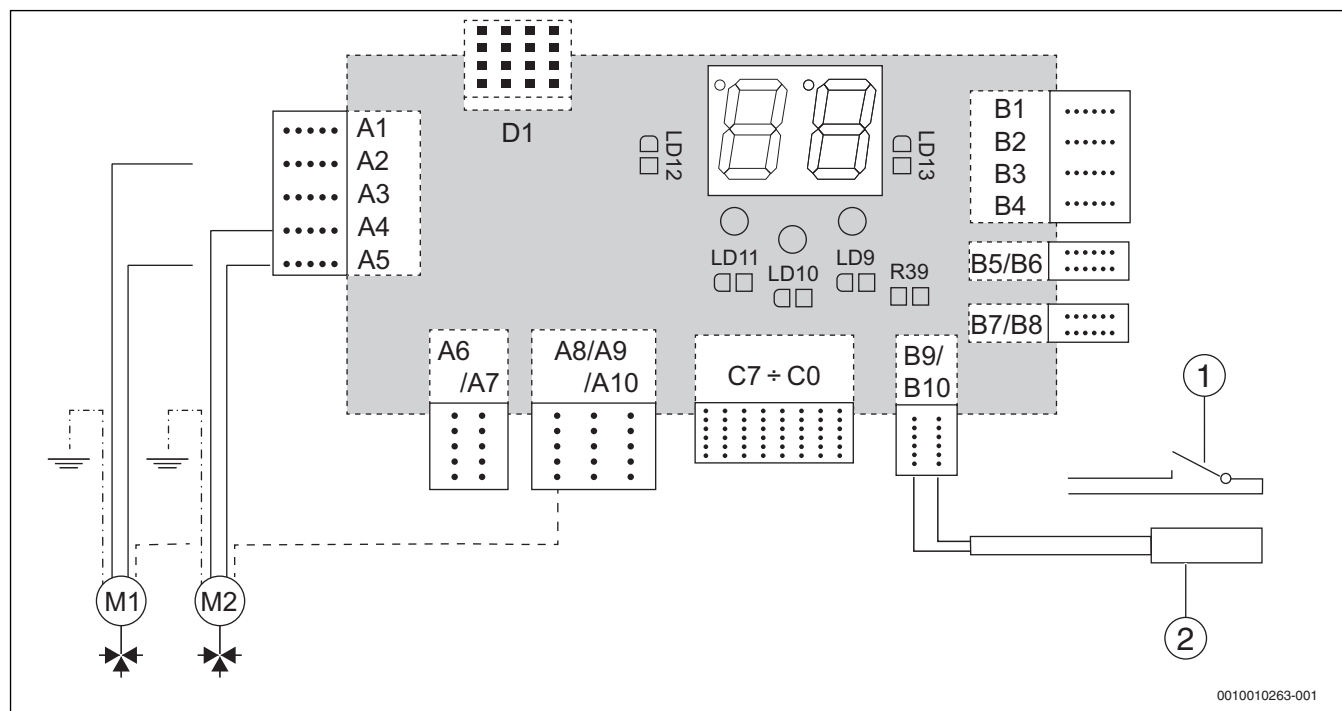 D1
A1
A2
A3
A4
A5
LD12
LD13
LD11
LD10
LD9
R39
B1
B2
B3
B4
B5/B6
B7/B8
A6
/A7
A8/A9
/A10
C7 ÷ C0
B9/
B10
1
2
M1
M2
0010010263-001